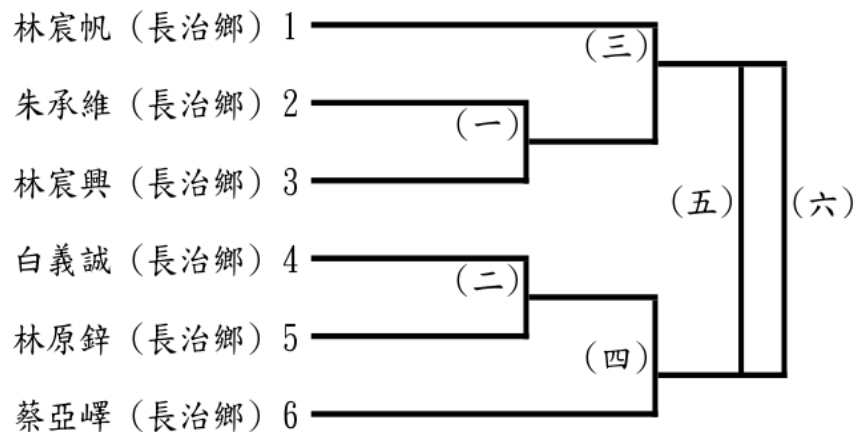 林宸帆（長治鄉）1
（三）
朱承維（長治鄉）2
（一）
林宸興（長治鄉）3
（五）
（六）
白義誠（長治鄉）4
（二）
林原鋅（長治鄉）5
（四）
蔡亞嶧（長治鄉）6